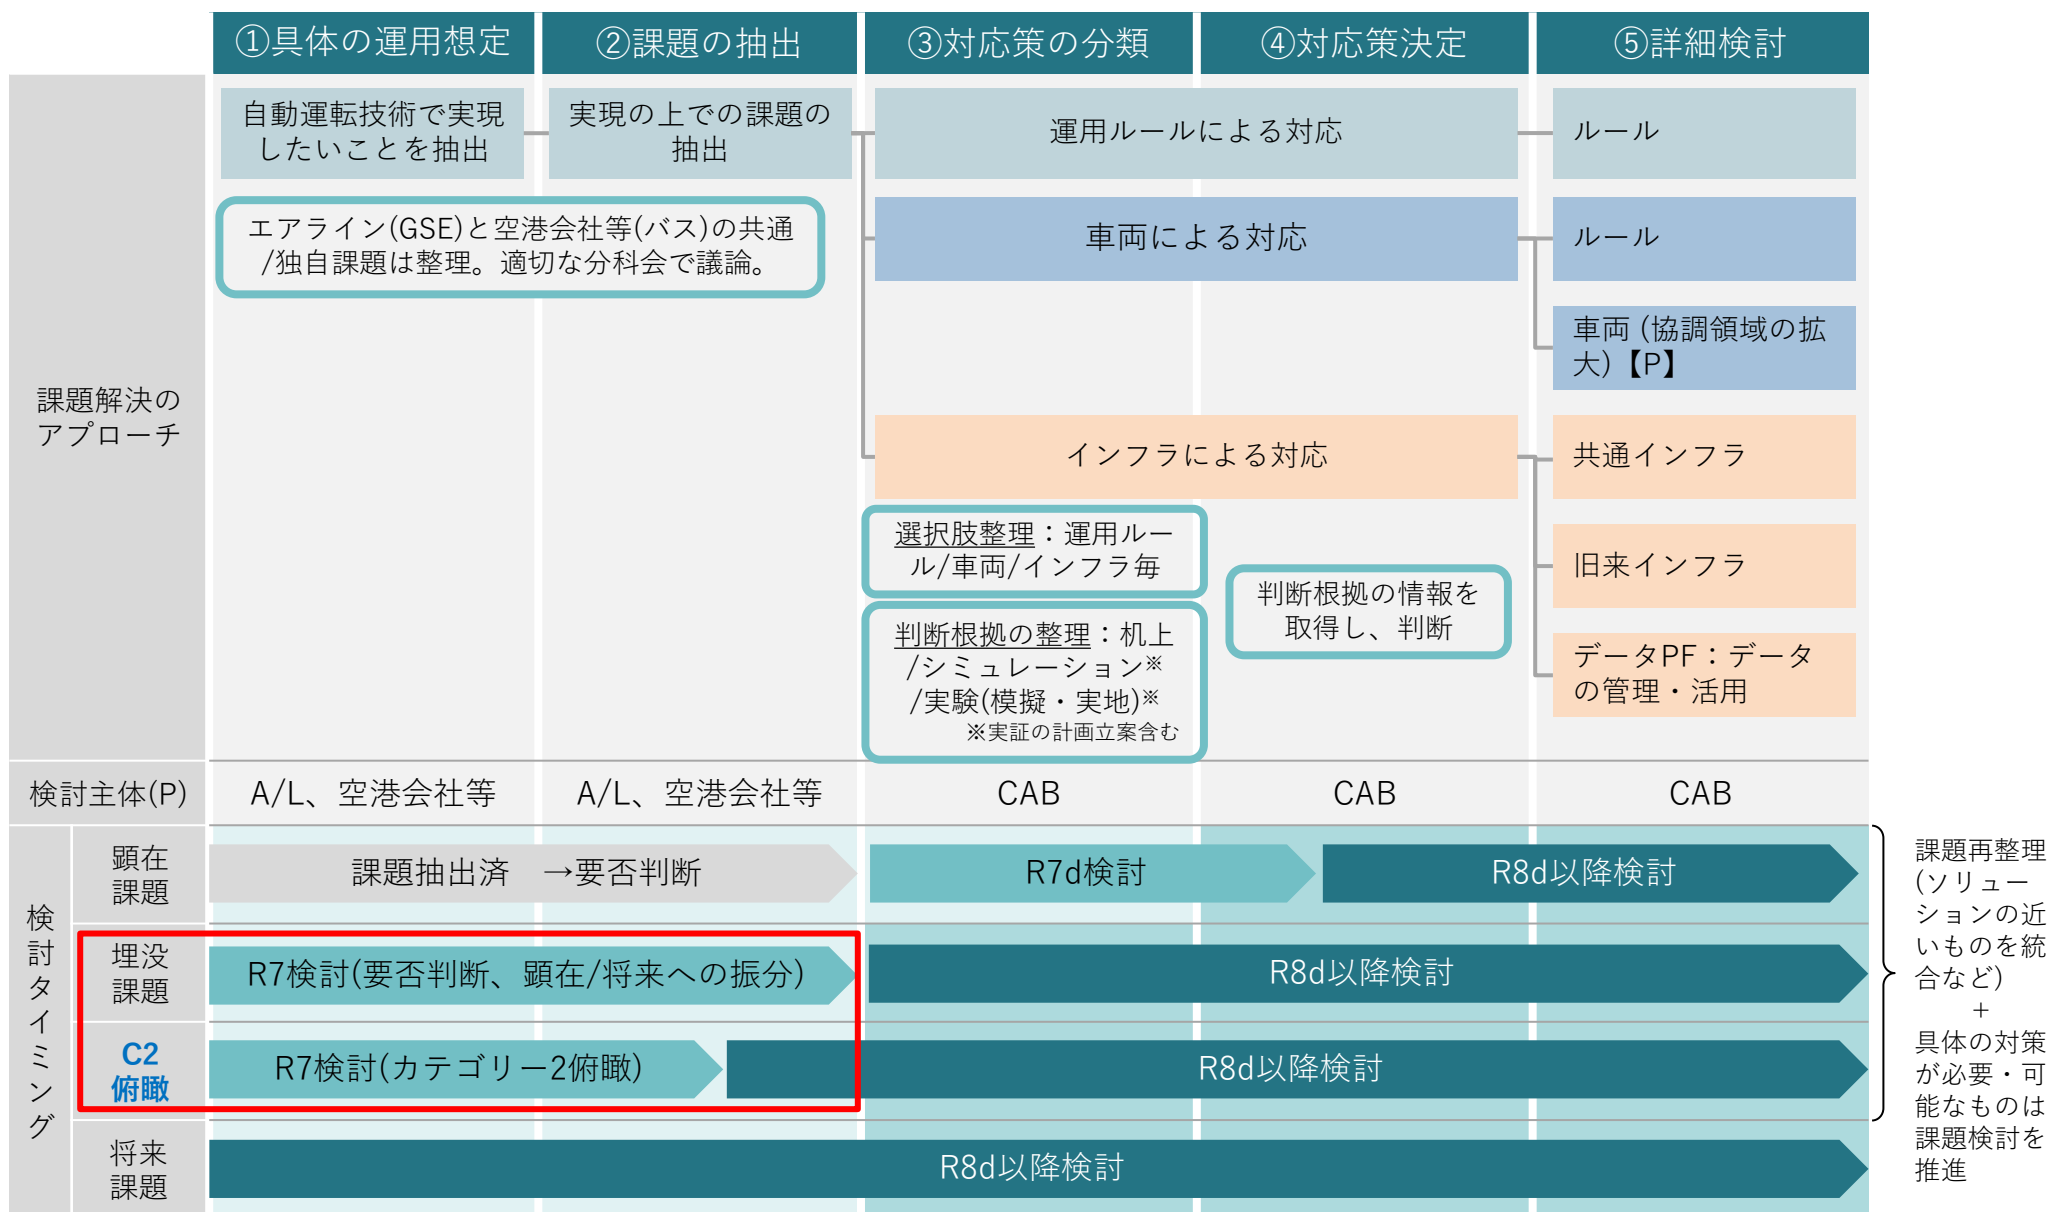 ①具体の運用想定
②課題の抽出
③対応策の分類
④対応策決定
⑤詳細検討
課題解決の
アプローチ
自動運転技術で実現
したいことを抽出
実現の上での課題の
抽出
運用ルールによる対応
ルール
エアライン(GSE)と空港会社等(バス)の共通
/独自課題は整理。適切な分科会で議論。
車両による対応
ルール
車両 (協調領域の拡
大)【P】
インフラによる対応
共通インフラ
選択肢整理：運用ルー
ル/車両/インフラ毎
旧来インフラ
判断根拠の情報を
取得し、判断
判断根拠の整理：机上
/シミュレーション※
/実験(模擬・実地)※
※実証の計画立案含む
データPF：データ
の管理・活用
検討主体(P)
A/L、空港会社等
A/L、空港会社等
CAB
CAB
CAB
検討タイミング
顕在
課題
課題抽出済　→要否判断
R7d検討
R8d以降検討
埋没
課題
R7検討(要否判断、顕在/将来への振分)
R8d以降検討
C2
俯瞰
R7検討(カテゴリー2俯瞰)
R8d以降検討
将来
課題
R8d以降検討
課題再整理
(ソリュー
ションの近
いものを統
合など)
+
具体の対策
が必要・可
能なものは
課題検討を
推進